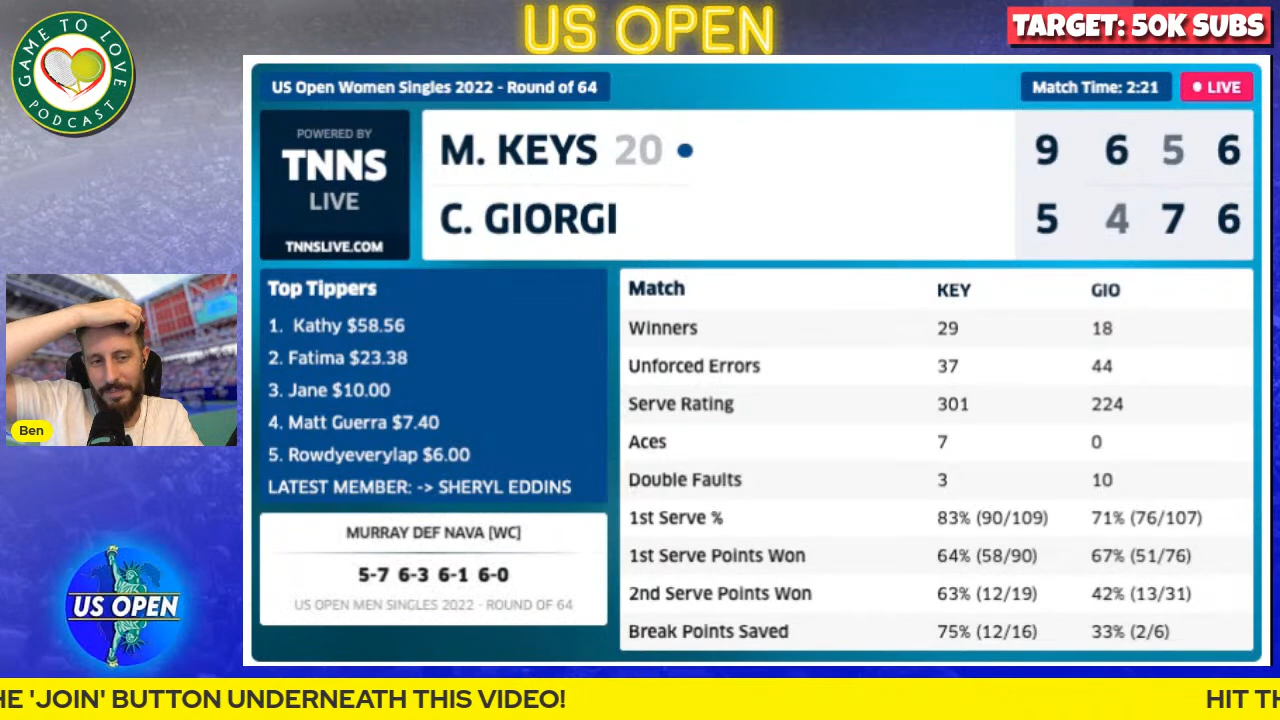 US OPEN
TARGET: 50K SUBS
GAME TO LOVE
PODCAST
US Open Women Singles 2022 - Round of 64
Match Time: 2:21
LIVE
POWERED BY
TNNS
LIVE
TNNSLIVE.COM
M. KEYS 20 9 6 5 6
C. GIORGI 5 4 7 6
Top Tippers
1. Kathy $58.56
2. Fatima $23.38
3. Jane $10.00
4. Matt Guerra $7.40
5. Rowdyeverylap $6.00
LATEST MEMBER: -> SHERYL EDDINS
MURRAY DEF NAVA [WC]
5-7 6-3 6-1 6-0
US OPEN MEN SINGLES 2022 - ROUND OF 64
Match KEY GIO
Winners 29 18
Unforced Errors 37 44
Serve Rating 301 224
Aces 7 0
Double Faults 3 10
1st Serve % 83% (90/109) 71% (76/107)
1st Serve Points Won 64% (58/90) 67% (51/76)
2nd Serve Points Won 63% (12/19) 42% (13/31)
Break Points Saved 75% (12/16) 33% (2/6)
Ben
US OPEN
HE 'JOIN' BUTTON UNDERNEATH THIS VIDEO! HIT TH